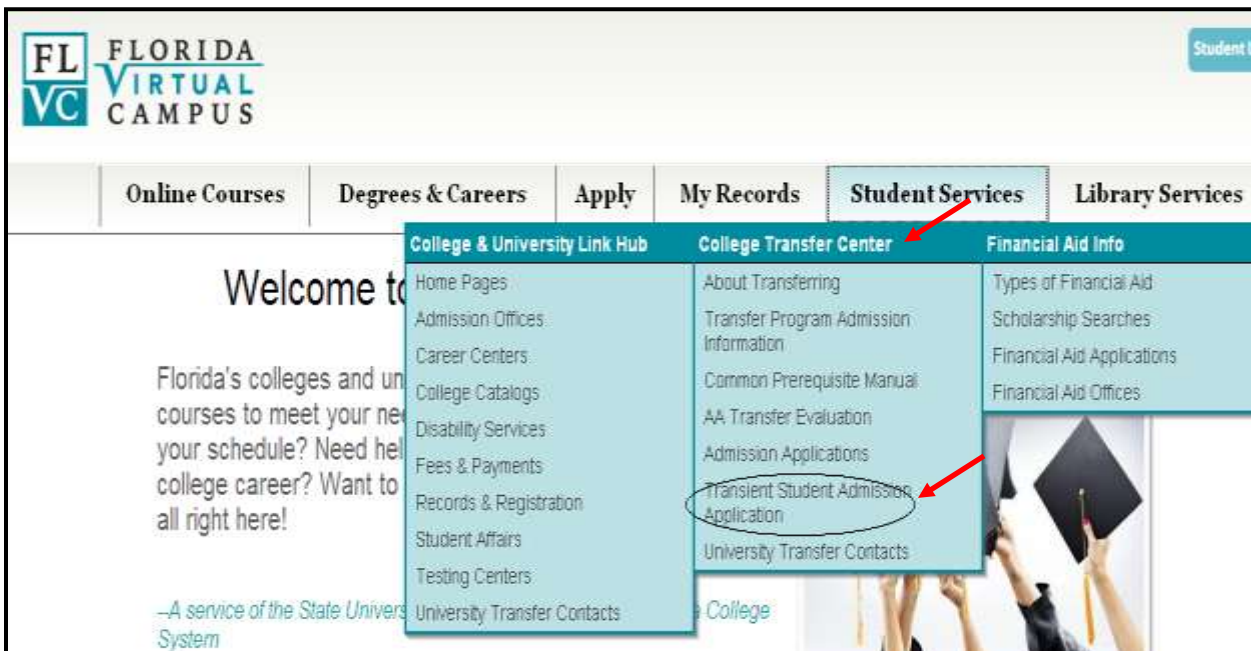 FL
VC
FLORIDA
VIRTUAL
CAMPUS
Student
Online Courses
Degrees & Careers
Apply
My Records
Student Services
Library Services
College & University Link Hub
Home Pages
Admission Offices
Career Centers
College Catalogs
Disability Services
Fees & Payments
Records & Registration
Student Affairs
Testing Centers
University Transfer Contacts
College Transfer Center
About Transferring
Transfer Program Admission
Information
Common Prerequisite Manual
AA Transfer Evaluation
Admission Applications
Transient Student Admission
Application
University Transfer Contacts
Financial Aid Info
Types of Financial Aid
Scholarship Searches
Financial Aid Applications
Financial Aid Offices
Welcome to
Florida's colleges and un
courses to meet your nee
your schedule? Need hel
college career? Want to
all right here!
--A service of the State Univers
College
System